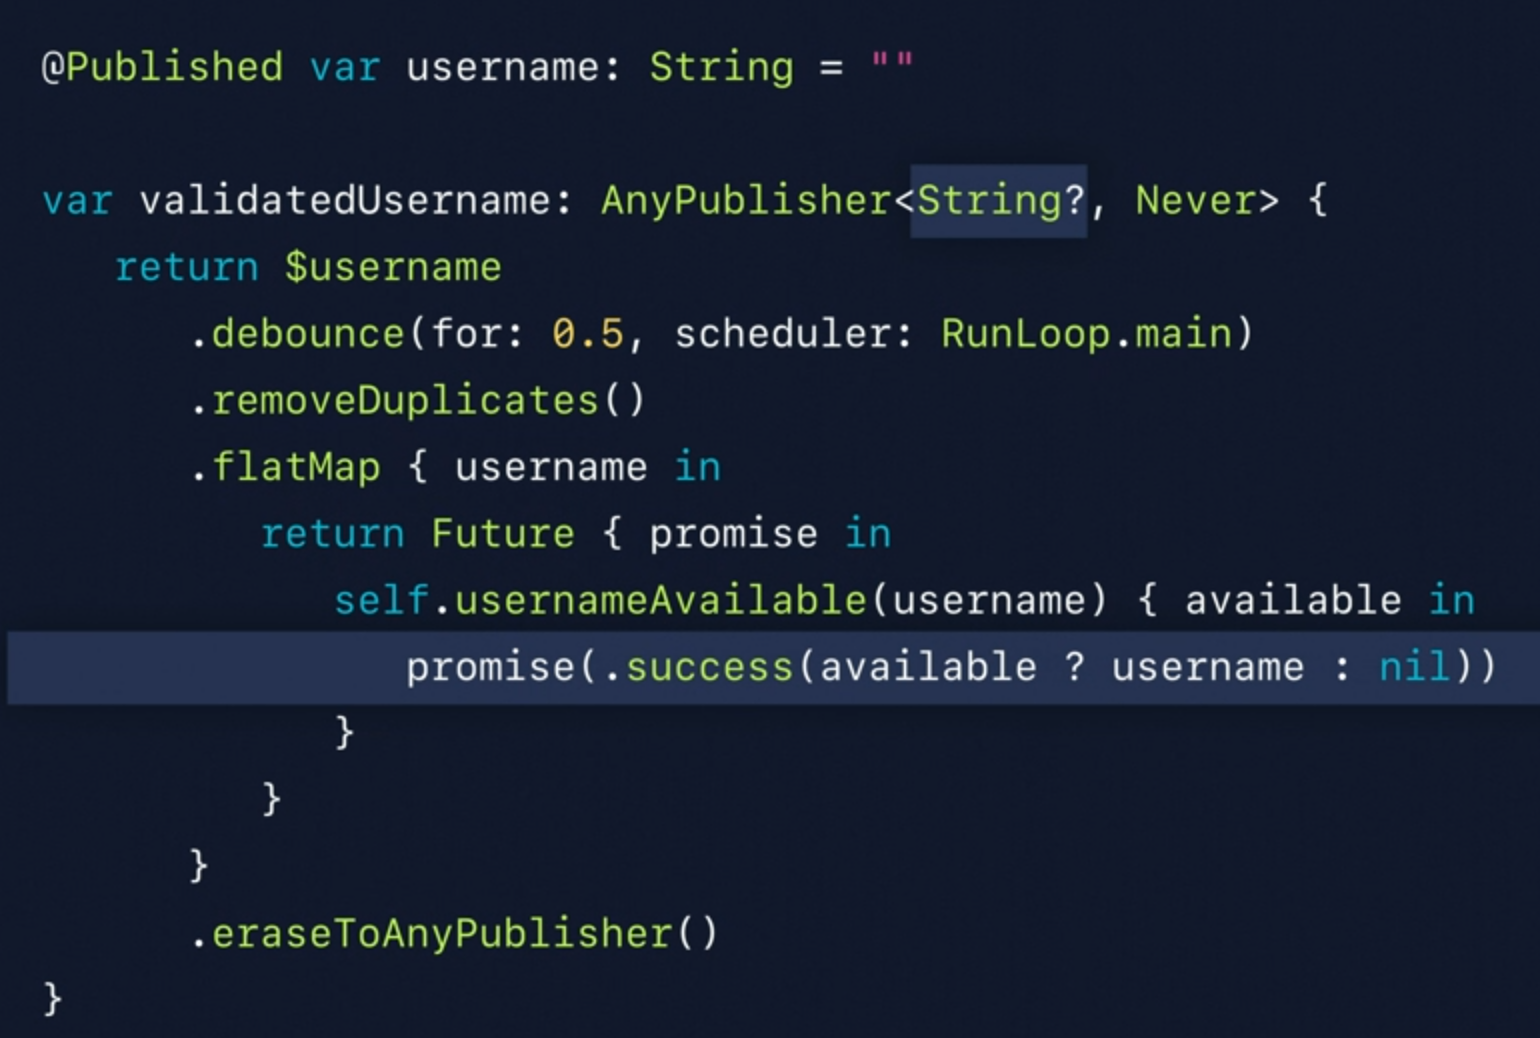 @Published var username: String = ""
var validatedUsername: AnyPublisher<String?, Never> {
return $username
.debounce(for: 0.5, scheduler: RunLoop.main)
.removeDuplicates()
.flatMap { username in
return Future { promise in
self.usernameAvailable(username) { available in
promise(.success(available ? username : nil))
}
}
}
.eraseToAnyPublisher()
}